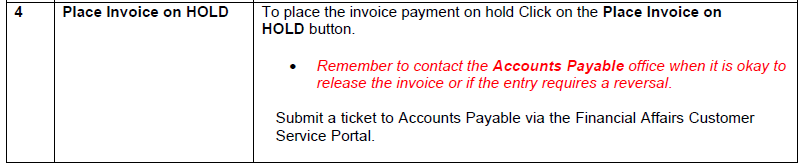 4 Place Invoice on HOLD To place the invoice payment on hold Click on the Place Invoice on
HOLD button.
• Remember to contact the Accounts Payable office when it is okay to
release the invoice or if the entry requires a reversal.
Submit a ticket to Accounts Payable via the Financial Affairs Customer
Service Portal.